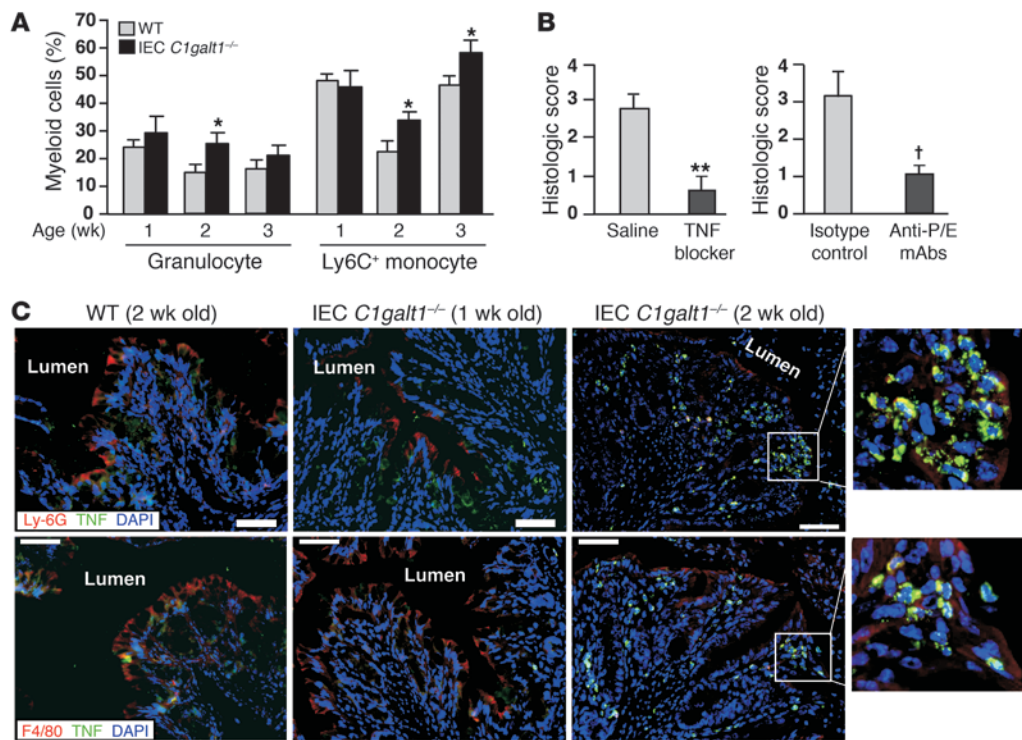 A
WT
IEC C1galt1⁻/⁻
Myeloid cells (%)
70
60
50
40
30
20
10
0
*
*
*
Age (wk) 1 2 3 1 2 3
Granulocyte Ly6C⁺ monocyte
B
Histologic score
4
3
2
1
0
**
Saline TNF blocker
Histologic score
4
3
2
1
0
†
Isotype control Anti-P/E mAbs
C
WT (2 wk old) IEC C1galt1⁻/⁻ (1 wk old) IEC C1galt1⁻/⁻ (2 wk old)
Lumen
Lumen
Lumen
Ly-6G TNF DAPI
Lumen
Lumen
F4/80 TNF DAPI